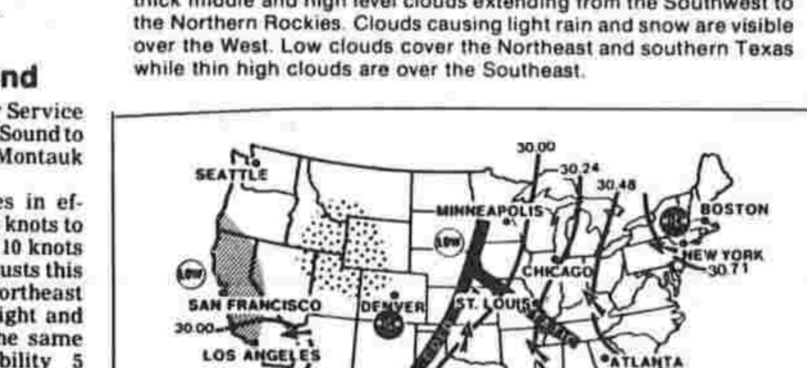 thick middle and high level clouds extending from the Southwest to
the Northern Rockies. Clouds causing light rain and snow are visible
over the West. Low clouds cover the Northeast and southern Texas
while thin high clouds are over the Southeast.
nd
Service
Sound to
Montauk
es in ef-
knots to
10 knots
usts this
ortheast
ight and
he same
bility 5
30.00
30.24
30.48
SEATTLE
MINNEAPOLIS
BOSTON
LOW
LOW
NEW YORK
30.71
CHICAGO
SAN FRANCISCO
DENVER
ST. LOUIS
30.00
LOS ANGELES
ATLANTA